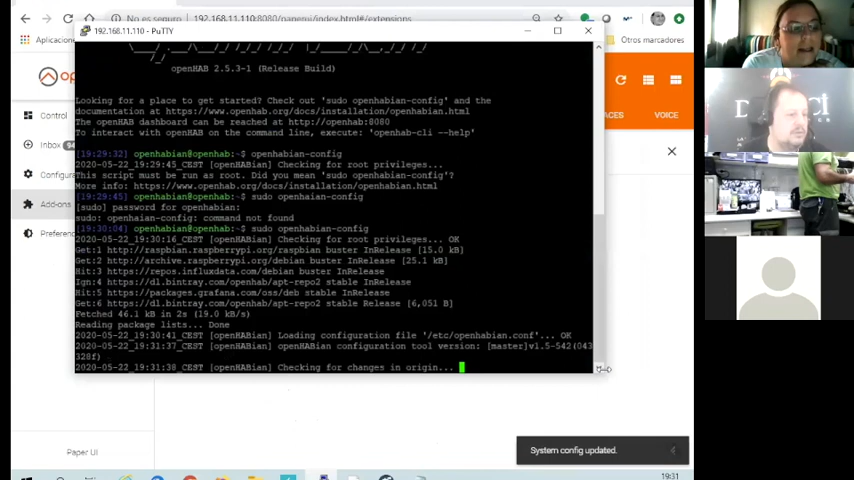 No es seguro
192.168.11.110:8080/paperui/index.html#/extensions
Aplicacione
Otros marcadores
192.168.11.110 - PuTTY
openHAB 2.5.3-1 (Release Build)
Looking for a place to get started? Check out 'sudo openhabian-config' and the
documentation at https://www.openhab.org/docs/installation/openhabian.html
The openHAB dashboard can be reached at http://openhab:8080
To interact with openHAB on the command line, execute: 'openhab-cli --help'
[19:29:32] openhabian@openhab:~$ openhabian-config
2020-05-22_19:29:45_CEST [openHABian] Checking for root privileges...
This script must be run as root. Did you mean 'sudo openhabian-config'?
More info: https://www.openhab.org/docs/installation/openhabian.html
[19:29:45] openhabian@openhab:~$ sudo openhaian-config
[sudo] password for openhabian:
sudo: openhaian-config: command not found
[19:30:04] openhabian@openhab:~$ sudo openhabian-config
2020-05-22_19:30:16_CEST [openHABian] Checking for root privileges... OK
Get:1 http://raspbian.raspberrypi.org/raspbian buster InRelease [15.0 kB]
Get:2 http://archive.raspberrypi.org/debian buster InRelease [25.1 kB]
Hit:3 https://repos.influxdata.com/debian buster InRelease
Ign:4 https://dl.bintray.com/openhab/apt-repo2 stable InRelease
Hit:5 https://packages.grafana.com/oss/deb stable InRelease
Get:6 https://dl.bintray.com/openhab/apt-repo2 stable Release [6,051 B]
Fetched 46.1 kB in 2s (19.0 kB/s)
Reading package lists... Done
2020-05-22_19:30:41_CEST [openHABian] Loading configuration file '/etc/openhabian.conf'... OK
2020-05-22_19:31:37_CEST [openHABian] openHABian configuration tool version: [master]v1.5-542(043
328f)
2020-05-22_19:31:38_CEST [openHABian] Checking for changes in origin...
op
Control
Inbox
Configura
Add-ons
Preferen
Paper UI
ACES
VOICE
System config updated.
19:31